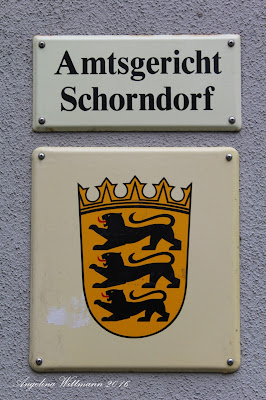 Amtsgericht
Schorndorf
Angelina Wittmann 2016